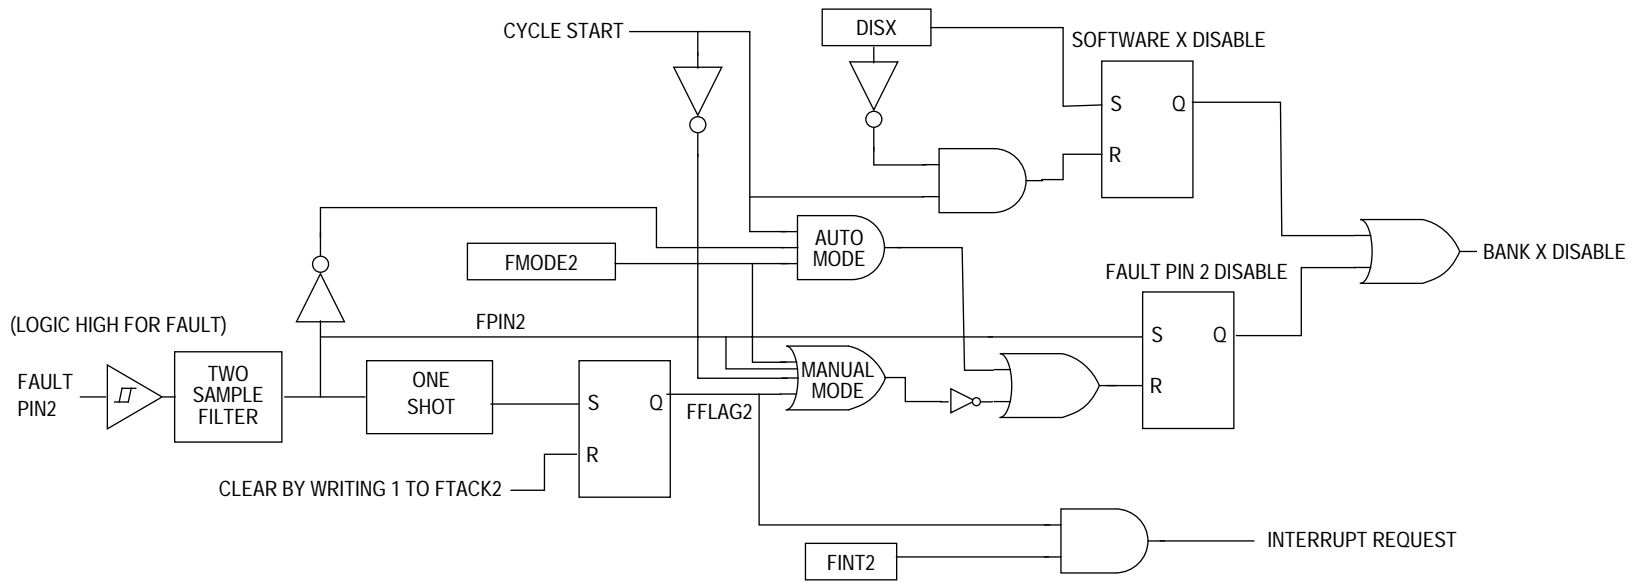 CYCLE START
DISX
SOFTWARE X DISABLE
S
Q
R
AUTO
MODE
FMODE2
BANK X DISABLE
FAULT PIN 2 DISABLE
(LOGIC HIGH FOR FAULT)
FPIN2
S
Q
R
FAULT
PIN2
TWO
SAMPLE
FILTER
ONE
SHOT
S
Q
R
FFLAG2
MANUAL
MODE
CLEAR BY WRITING 1 TO FTACK2
FINT2
INTERRUPT REQUEST